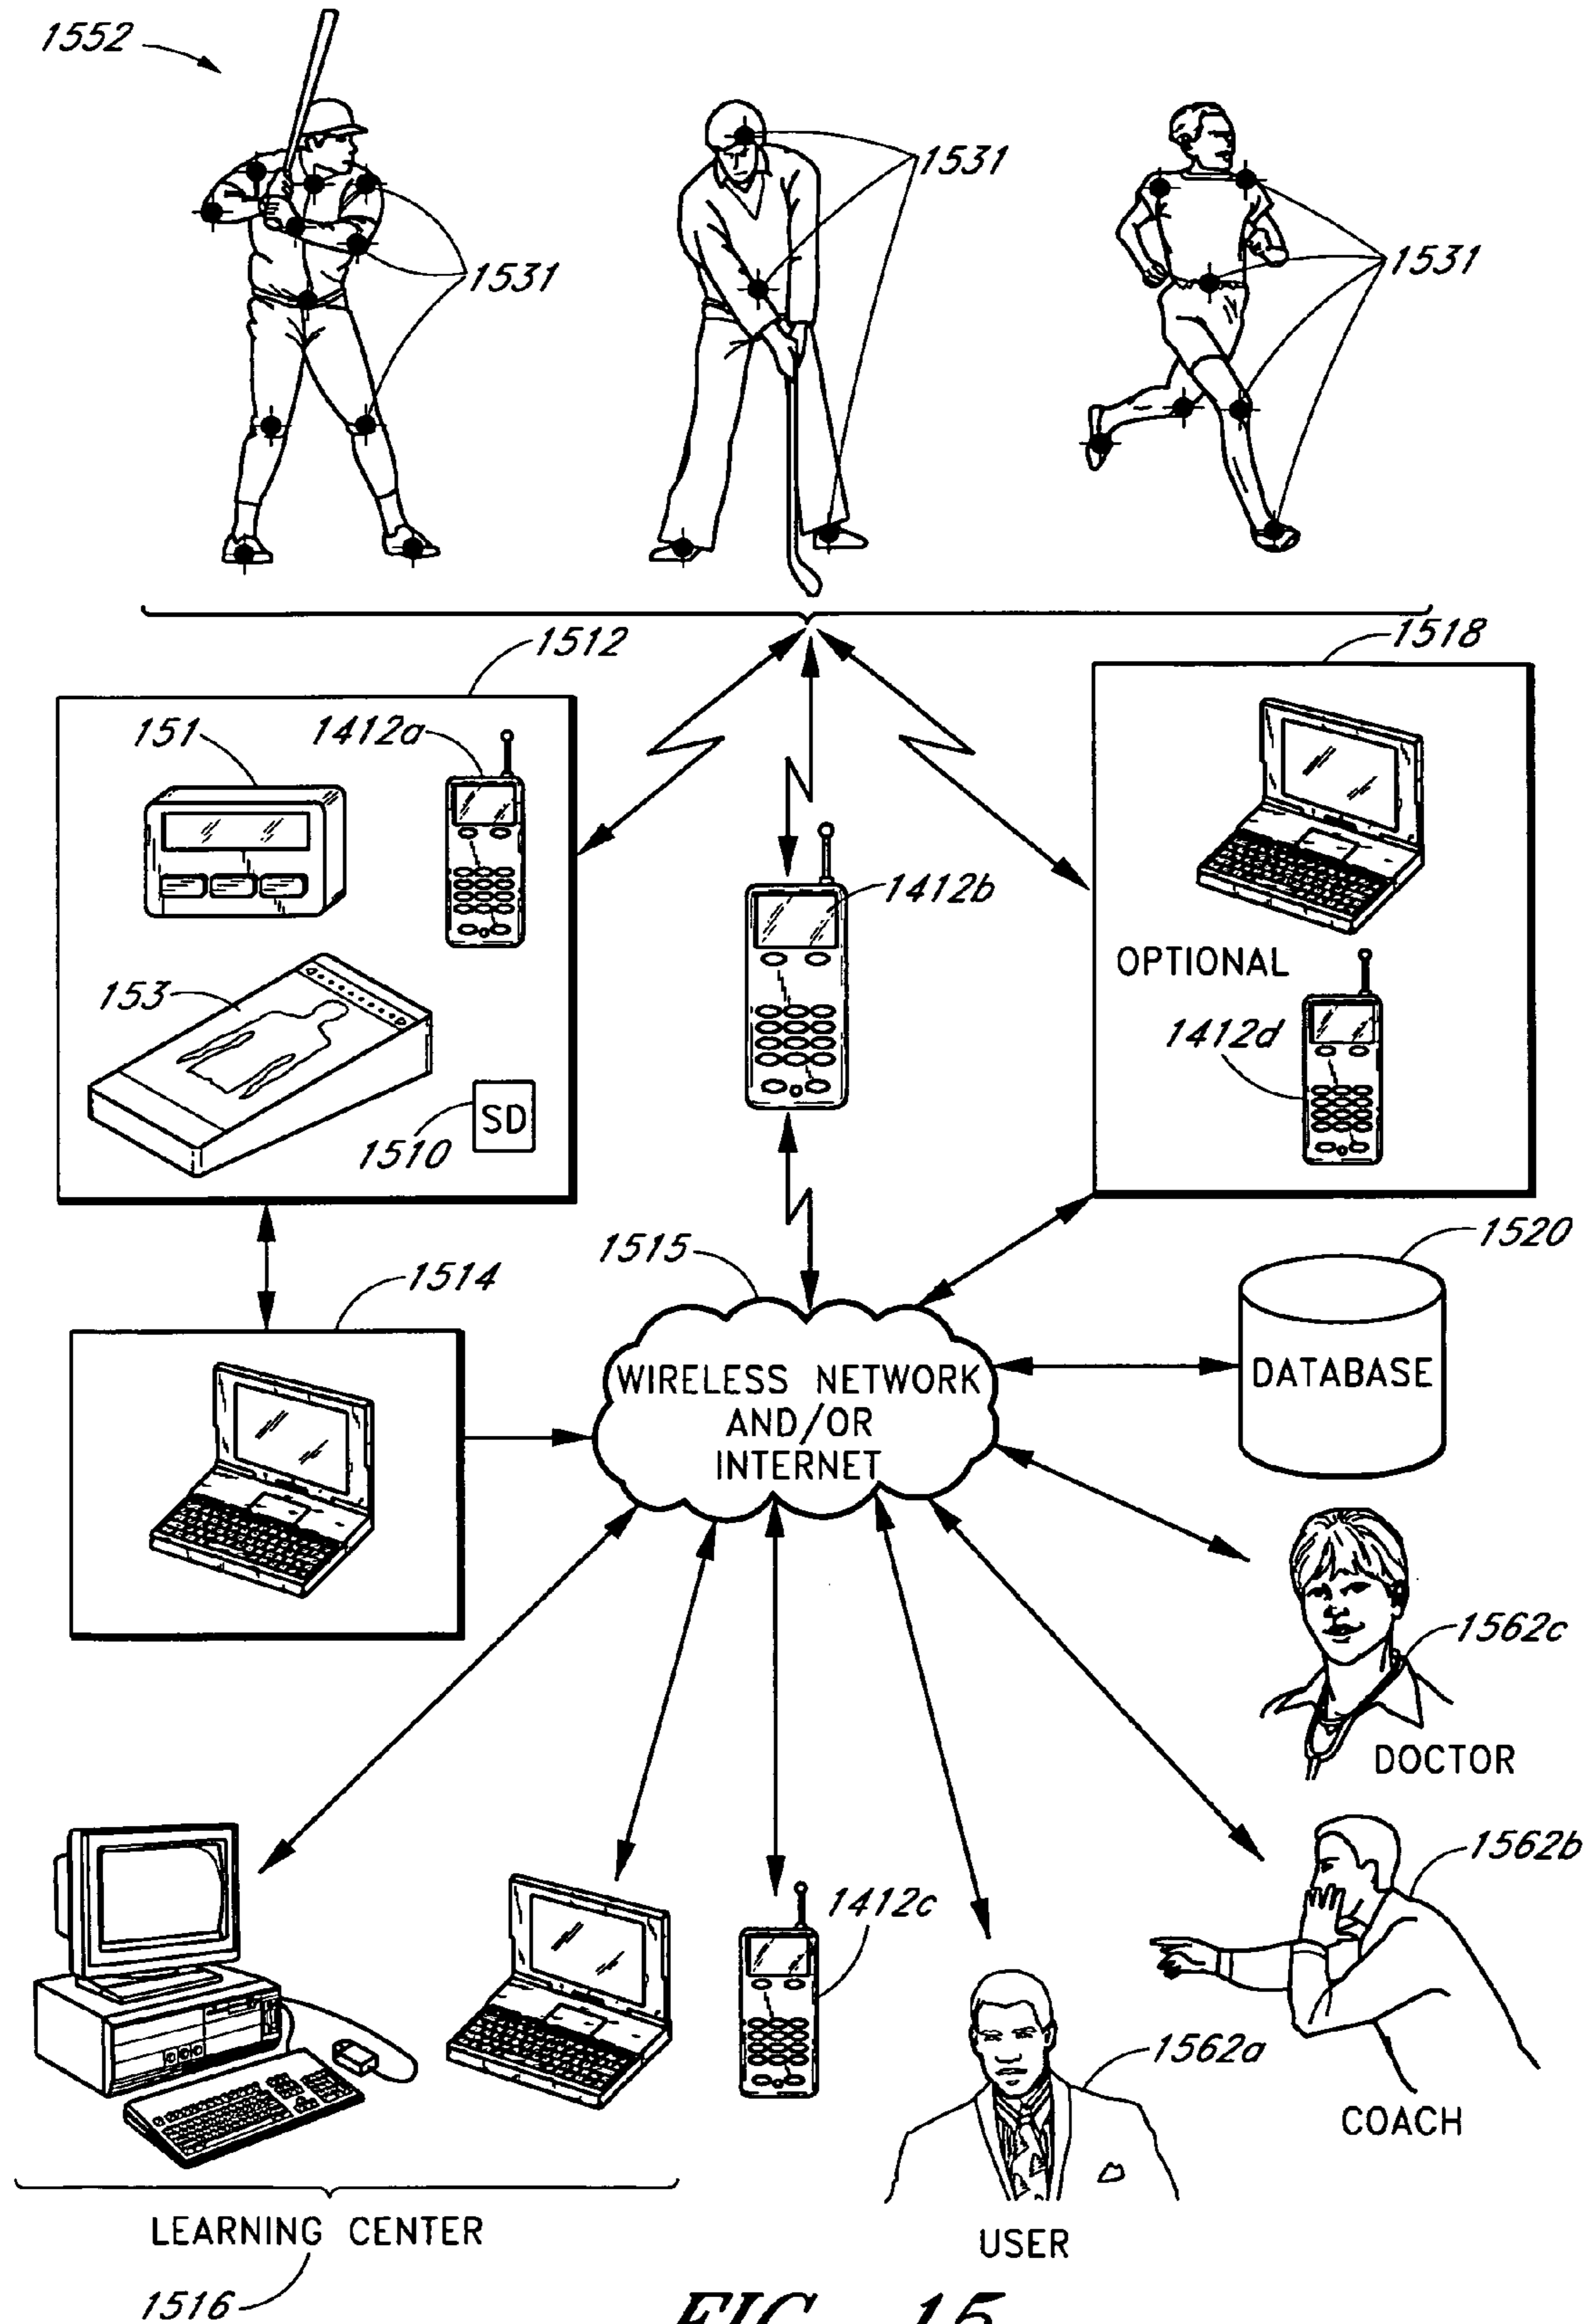 1552
1531
1531
1531
1512
1518
151
1412a
1412b
OPTIONAL
153
1412d
SD
1510
1515
1520
1514
WIRELESS NETWORK
AND/OR
INTERNET
DATABASE
1562c
DOCTOR
1562b
1412c
1562a
COACH
LEARNING CENTER
USER
1516
FIG. 15